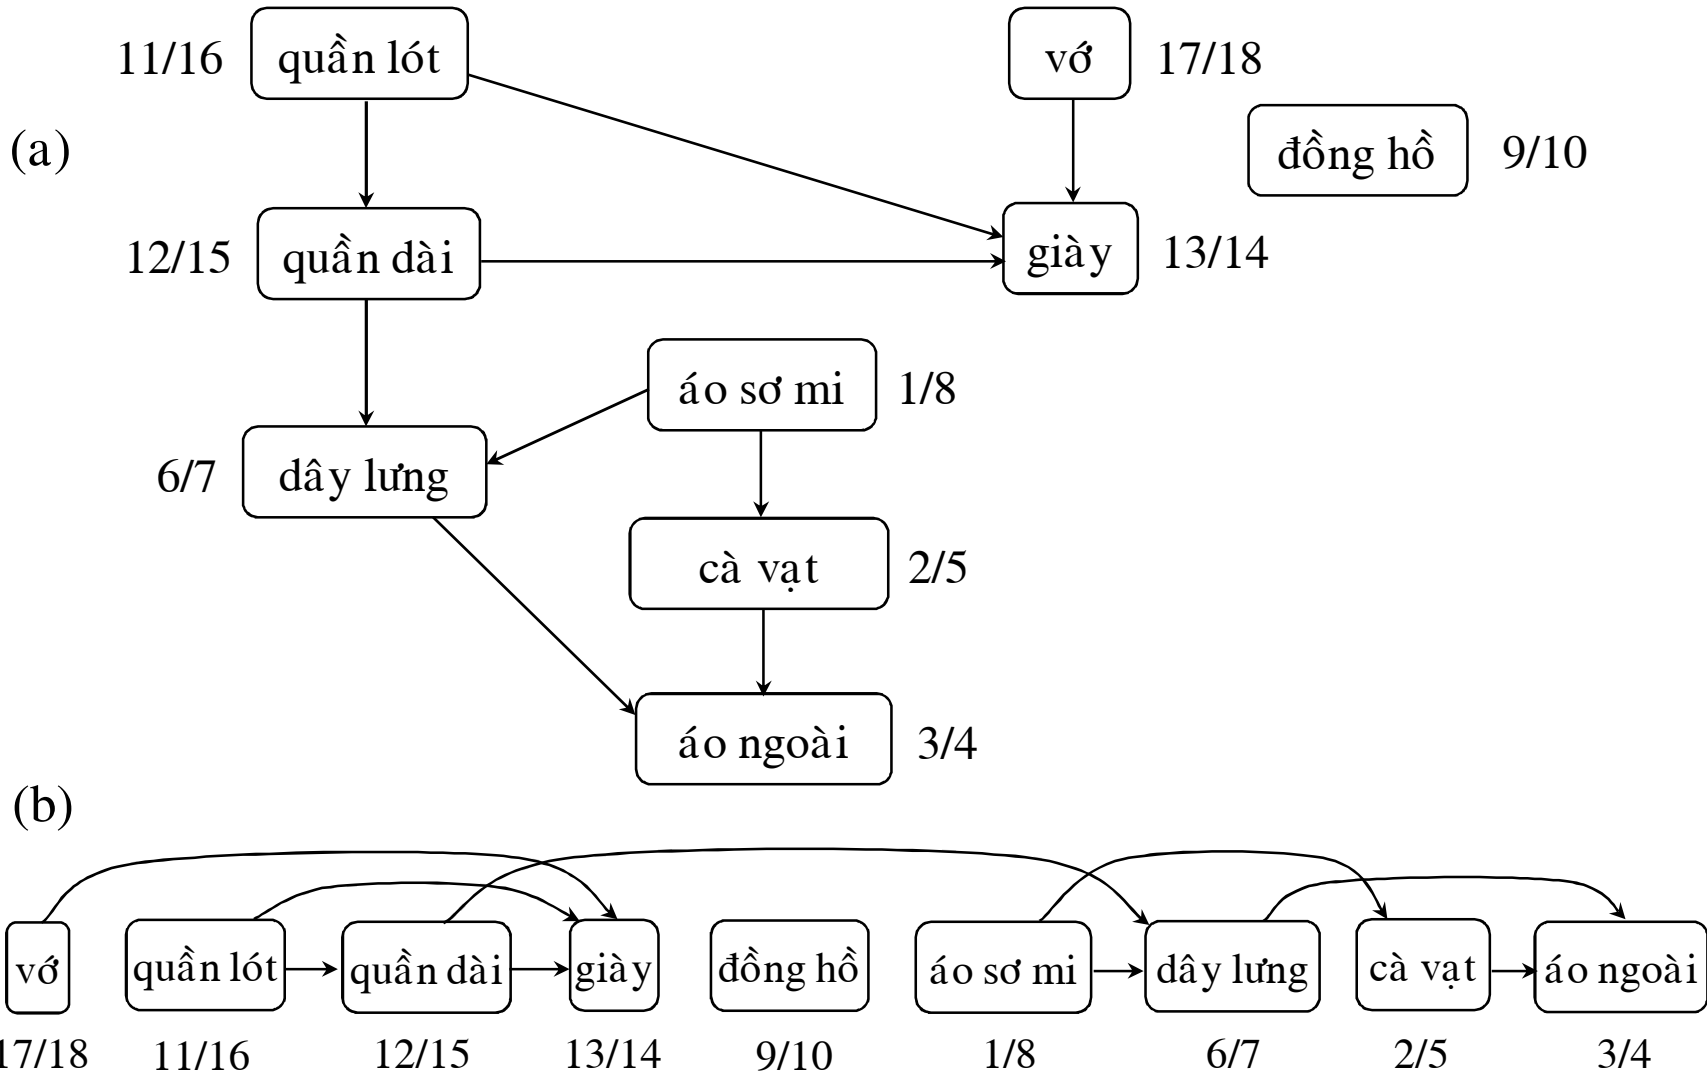 11/16 quần lót vớ 17/18
(a) đồng hồ 9/10
12/15 quần dài giày 13/14
áo sơ mi 1/8
6/7 dây lưng
cà vạt 2/5
áo ngoài 3/4
(b)
vớ quần lót quần dài giày đồng hồ áo sơ mi dây lưng cà vạt áo ngoài
17/18 11/16 12/15 13/14 9/10 1/8 6/7 2/5 3/4